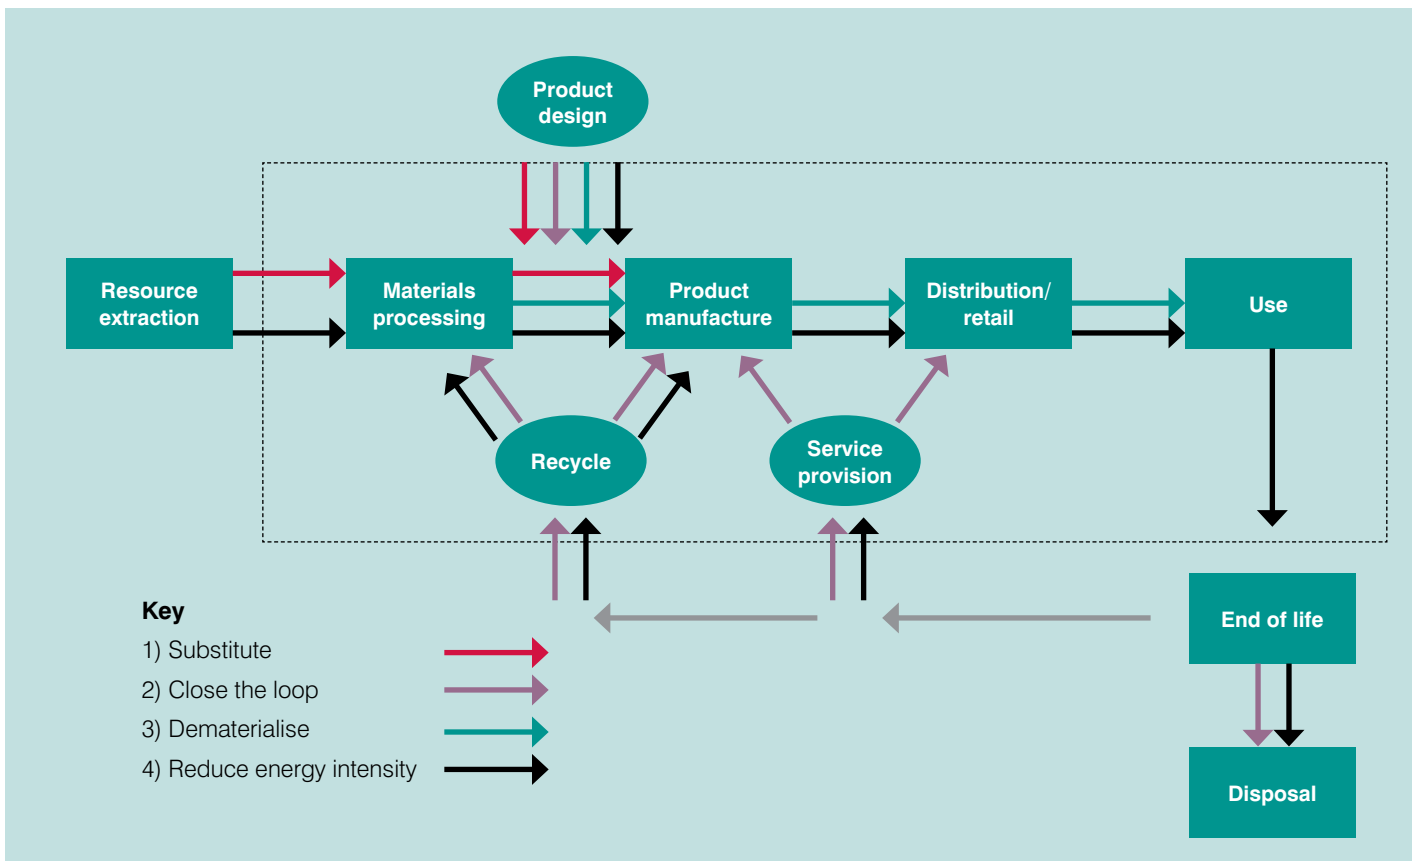 Product
design
Resource
extraction
Materials
processing
Product
manufacture
Distribution/
retail
Use
Recycle
Service
provision
End of life
Disposal
Key
1) Substitute
2) Close the loop
3) Dematerialise
4) Reduce energy intensity